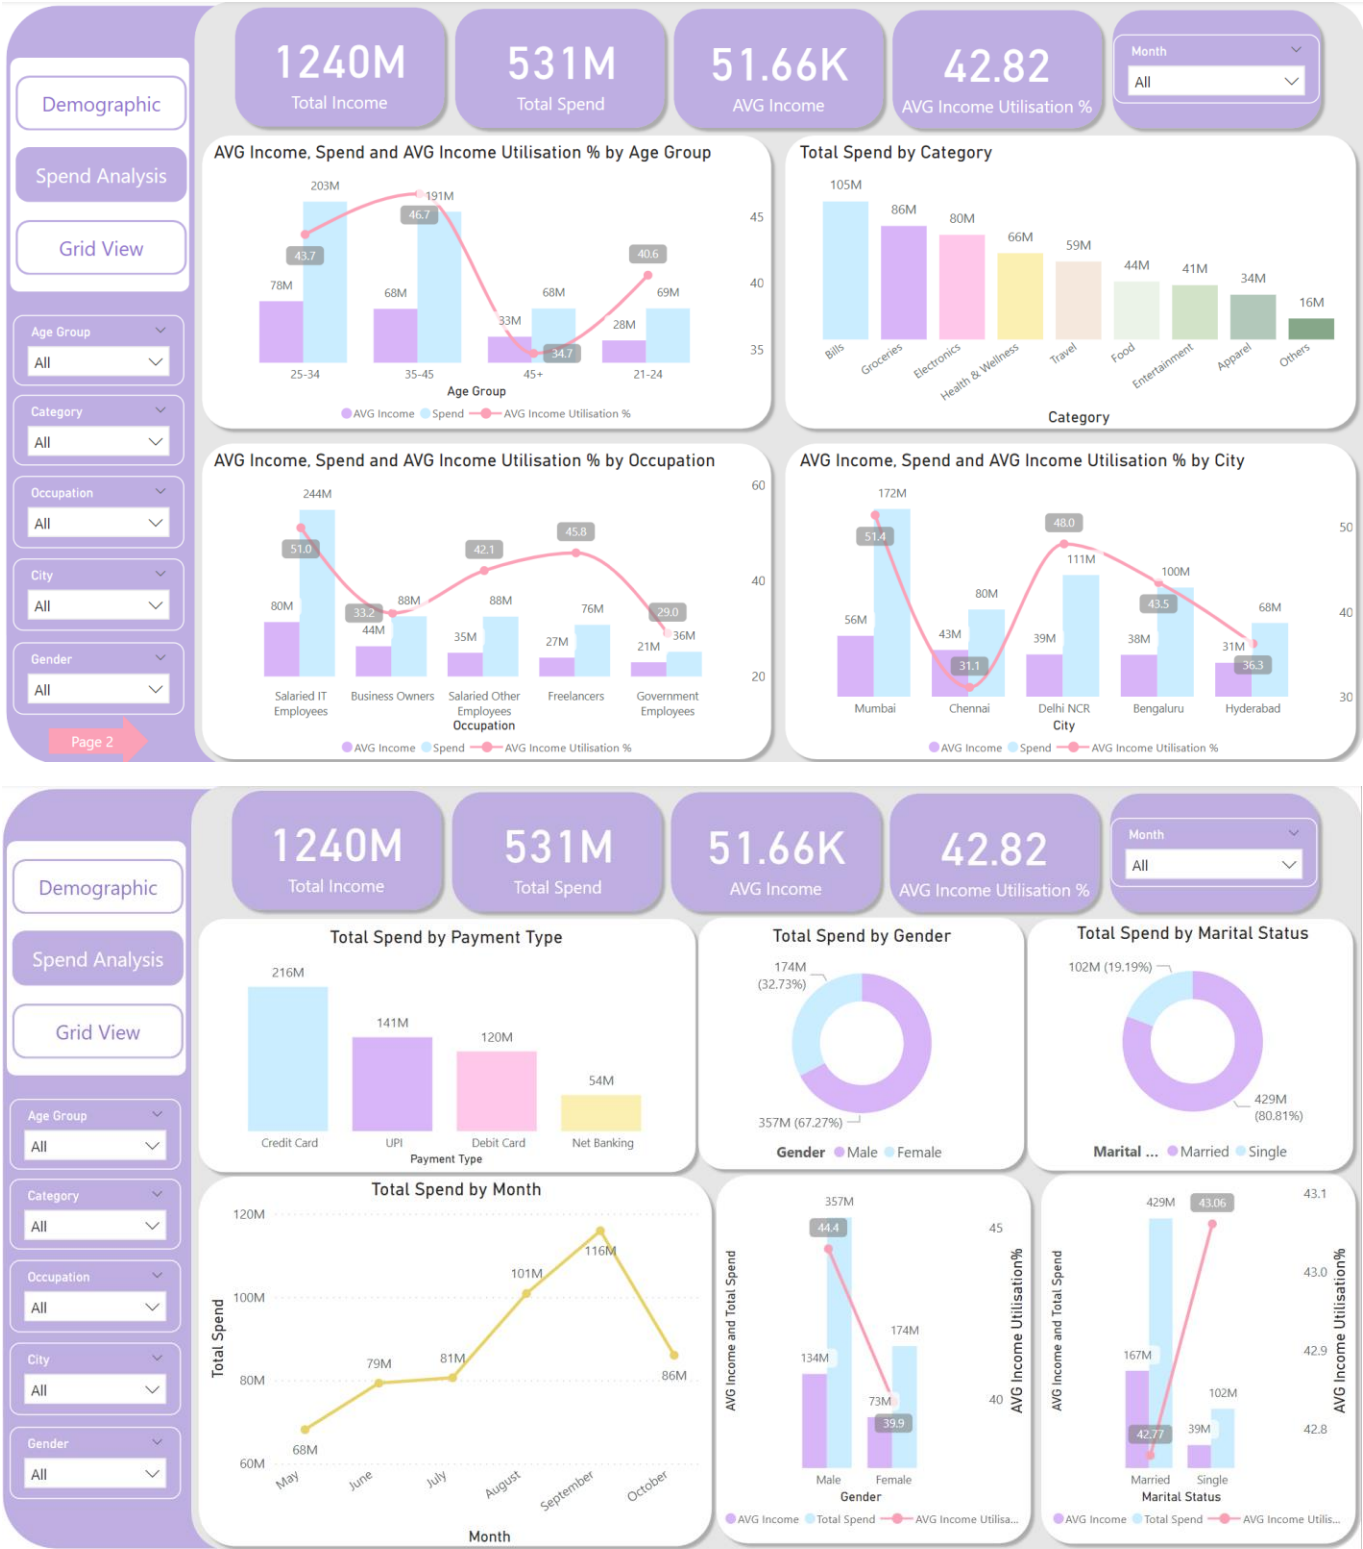 1240M
Total Income
531M
Total Spend
51.66K
AVG Income
42.82
AVG Income Utilisation %
Month
All
Demographic
Spend Analysis
Grid View
Age Group
All
Category
All
Occupation
All
City
All
Gender
All
Page 2
AVG Income, Spend and AVG Income Utilisation % by Age Group
203M
191M
46.7
43.7
40.6
78M
68M
33M
68M
34.7
28M
69M
45
40
35
25-34
35-45
45+
21-24
Age Group
AVG Income
Spend
AVG Income Utilisation %
Total Spend by Category
105M
86M
80M
66M
59M
44M
41M
34M
16M
Bills
Groceries
Electronics
Health & Wellness
Travel
Food
Entertainment
Apparel
Others
Category
AVG Income, Spend and AVG Income Utilisation % by Occupation
244M
51.0
42.1
45.8
80M
33.2
88M
44M
35M
88M
27M
76M
29.0
21M
36M
60
40
20
Salaried IT
Employees
Business Owners
Salaried Other
Employees
Freelancers
Government
Employees
Occupation
AVG Income
Spend
AVG Income Utilisation %
AVG Income, Spend and AVG Income Utilisation % by City
172M
51.4
48.0
111M
100M
43.5
56M
43M
80M
31.1
39M
38M
31M
68M
36.3
50
40
30
Mumbai
Chennai
Delhi NCR
Bengaluru
Hyderabad
City
AVG Income
Spend
AVG Income Utilisation %
1240M
Total Income
531M
Total Spend
51.66K
AVG Income
42.82
AVG Income Utilisation %
Month
All
Demographic
Spend Analysis
Grid View
Age Group
All
Category
All
Occupation
All
City
All
Gender
All
Total Spend by Payment Type
216M
141M
120M
54M
Credit Card
UPI
Debit Card
Net Banking
Payment Type
Total Spend by Gender
174M
(32.73%)
357M (67.27%)
Gender
Male
Female
Total Spend by Marital Status
102M (19.19%)
429M
(80.81%)
Marital ...
Married
Single
Total Spend by Month
120M
100M
80M
60M
Total Spend
68M
79M
81M
101M
116M
86M
May
June
July
August
September
October
Month
357M
44.4
134M
174M
73M
39.9
45
40
AVG Income and Total Spend
AVG Income Utilisation%
Male
Female
Gender
AVG Income
Total Spend
AVG Income Utilisa...
429M
43.06
167M
42.77
102M
39M
43.1
43.0
42.9
42.8
AVG Income and Total Spend
AVG Income Utilisation%
Married
Single
Marital Status
AVG Income
Total Spend
AVG Income Utilis...